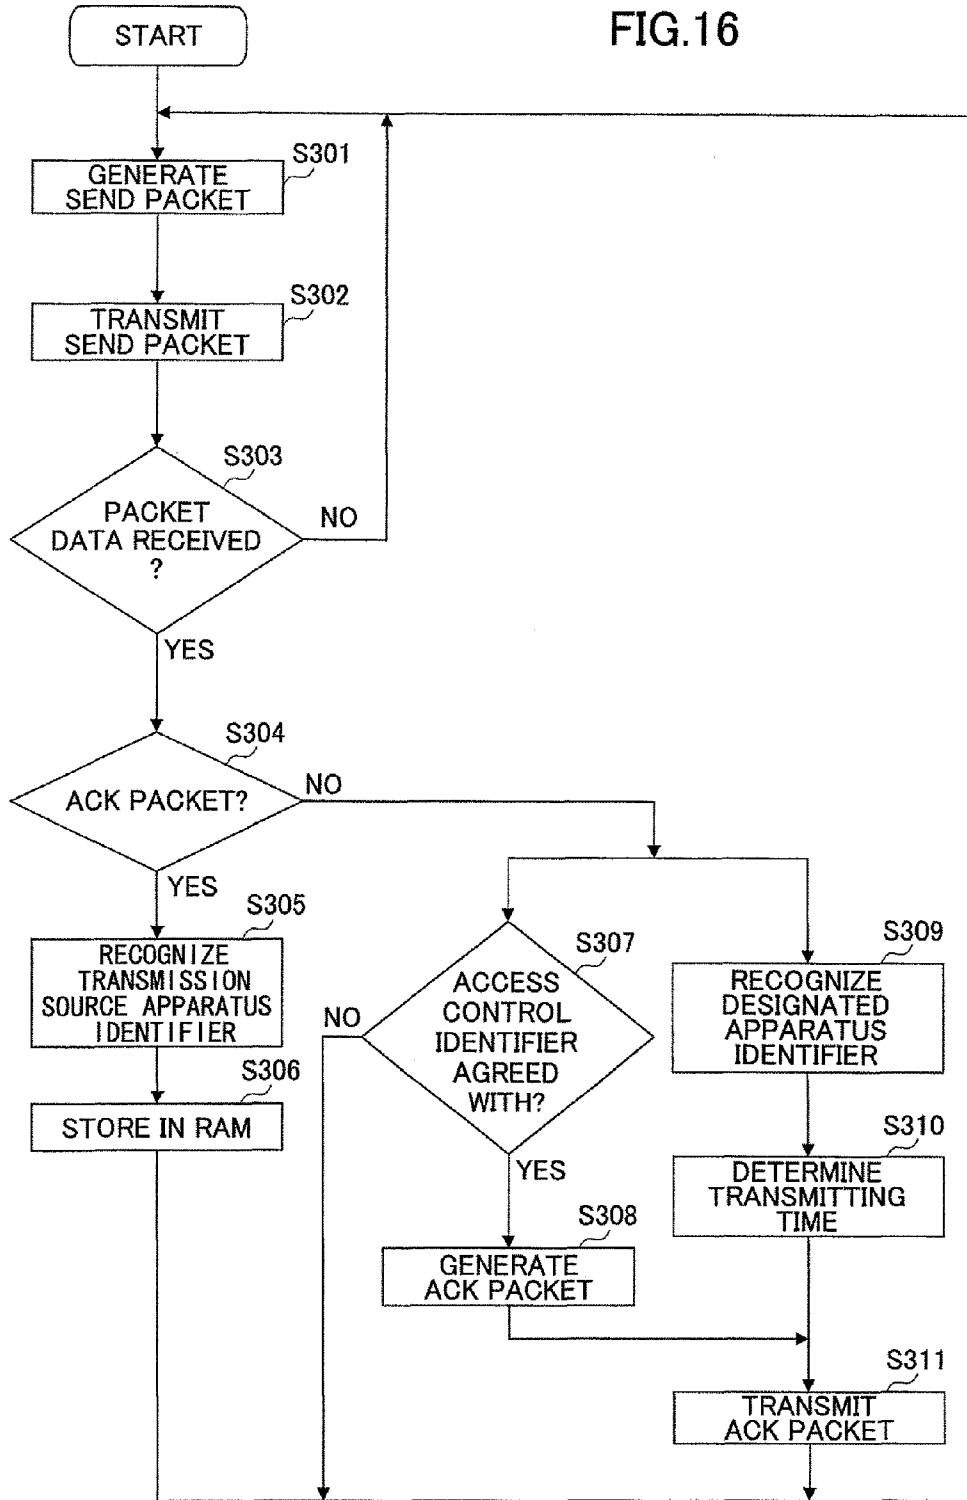 FIG.16
START
S301
GENERATE
SEND PACKET
S302
TRANSMIT
SEND PACKET
S303
PACKET
DATA RECEIVED
?
NO
YES
S304
ACK PACKET?
NO
YES
S305
RECOGNIZE
TRANSMISSION
SOURCE APPARATUS
IDENTIFIER
S306
STORE IN RAM
S307
ACCESS
CONTROL
IDENTIFIER
AGREED
WITH?
NO
YES
S308
GENERATE
ACK PACKET
S309
RECOGNIZE
DESIGNATED
APPARATUS
IDENTIFIER
S310
DETERMINE
TRANSMITTING
TIME
S311
TRANSMIT
ACK PACKET